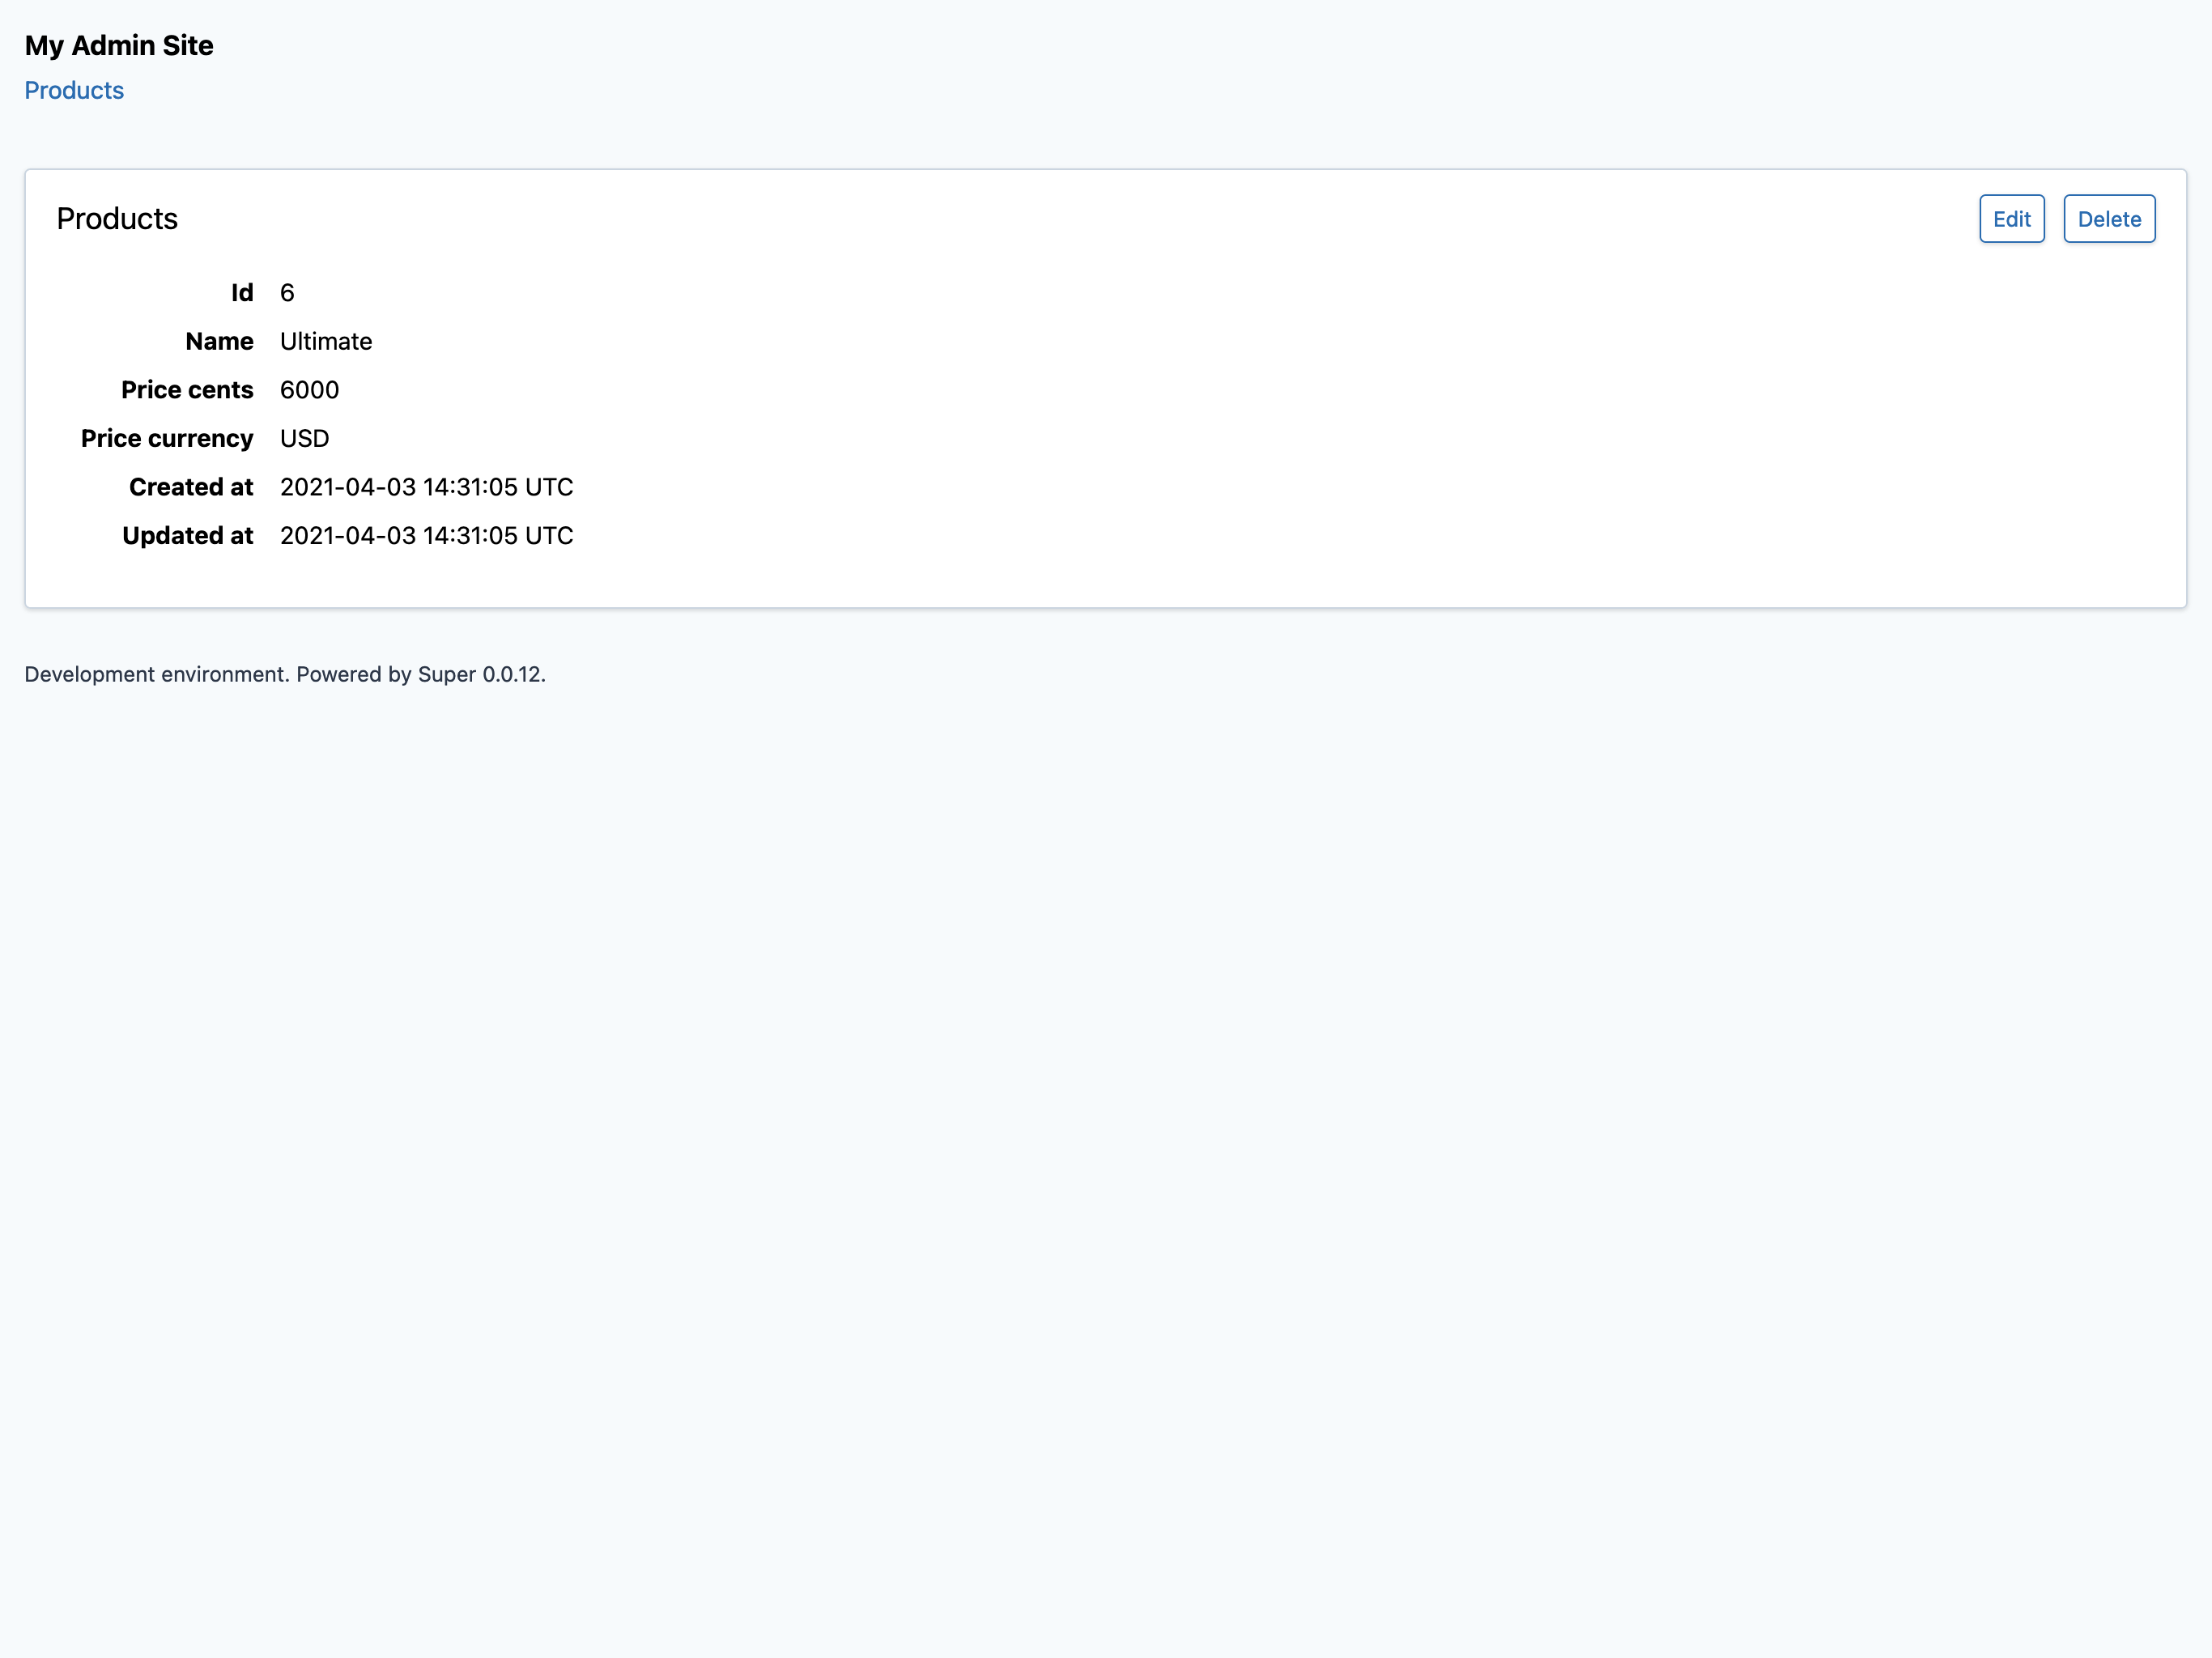 My Admin Site
Products
Products Edit Delete
Id 6
Name Ultimate
Price cents 6000
Price currency USD
Created at 2021-04-03 14:31:05 UTC
Updated at 2021-04-03 14:31:05 UTC
Development environment. Powered by Super 0.0.12.